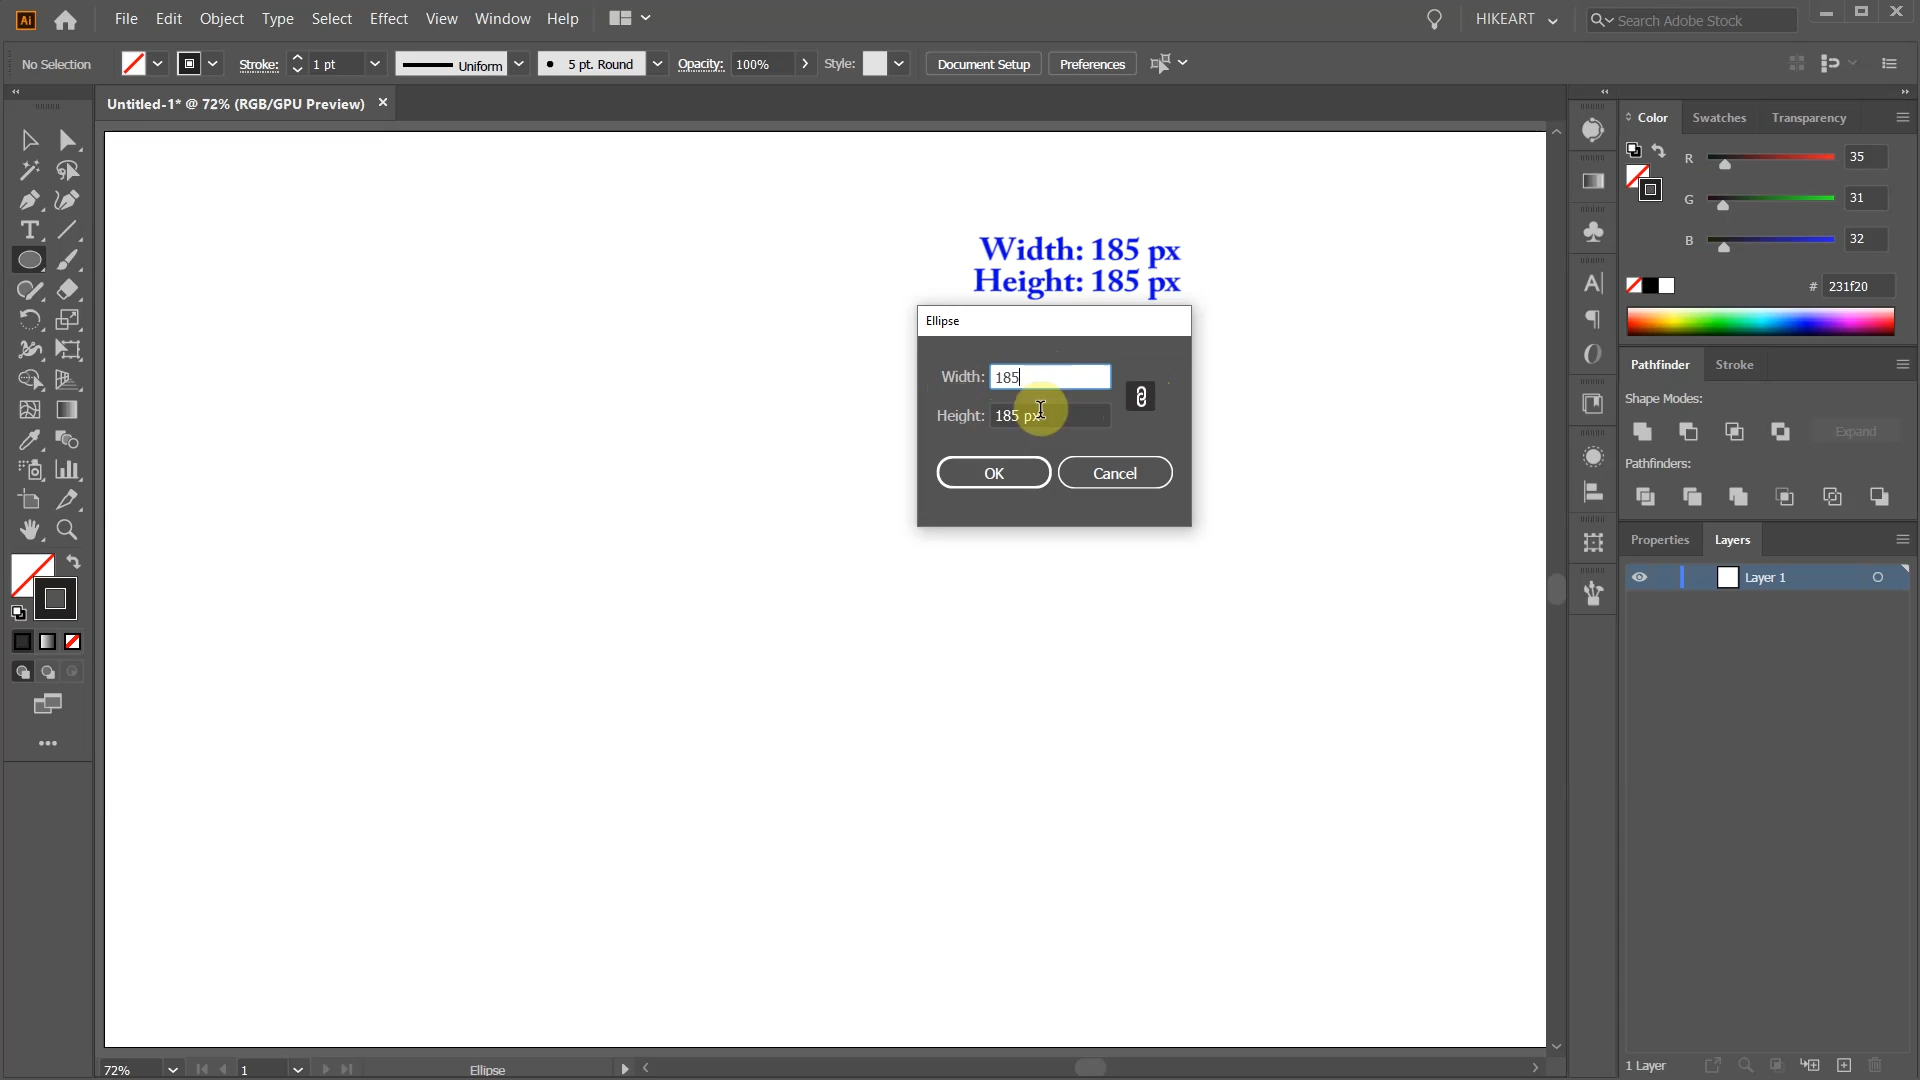 Ai File Edit Object Type Select Effect View Window Help HIKEART Search Adobe Stock
No Selection Stroke: 1 pt Uniform 5 pt. Round Opacity: 100% Style: Document Setup Preferences
Untitled-1* @ 72% (RGB/GPU Preview)
Color Swatches Transparency
R 35
G 31
B 32
# 231f20
Width: 185 px
Height: 185 px
Ellipse
Width: 185
Height: 185 px
OK Cancel
Pathfinder Stroke
Shape Modes:
Expand
Pathfinders:
Properties Layers
Layer 1
72% 1 Ellipse
1 Layer